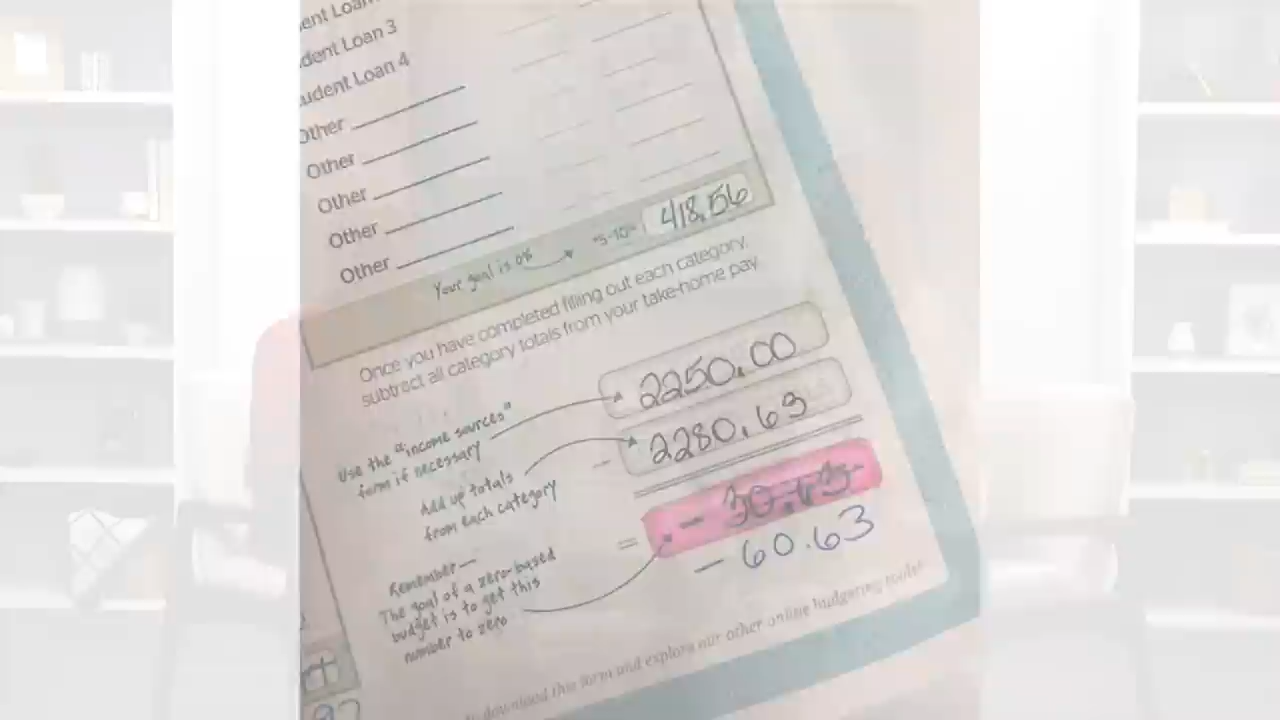 dent Loan 3
udent Loan 4
Other
Other
Other
Other
Other
Your goal is 0%
*5-10% 418.56
Once you have completed filling out each category,
subtract all category totals from your take-home pay.
Use the "income sources"
form if necessary
2250.00
Add up totals
from each category
- 2280.63
Remember—
The goal of a zero-based
budget is to get this
number to zero
= - 30.63
- 60.63
download this form and explore our other online budgeting tools!
rt